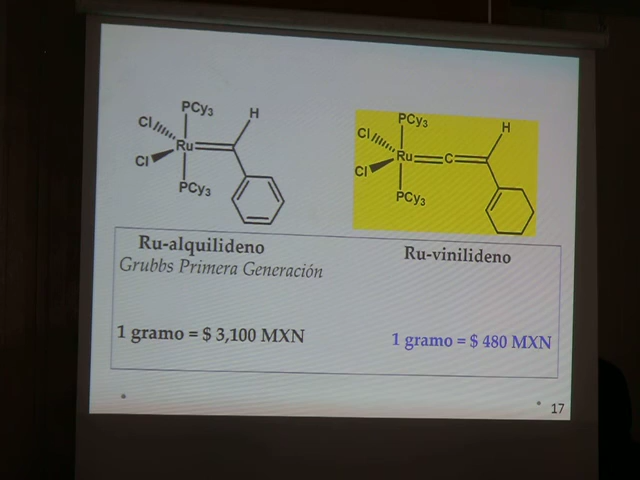 PCy₃
H
Cl
Ru
Cl
PCy₃
PCy₃
H
Cl
Ru
C
Cl
PCy₃
Ru-alquilideno
Grubbs Primera Generación
Ru-vinilideno
1 gramo = $ 3,100 MXN
1 gramo = $ 480 MXN
17